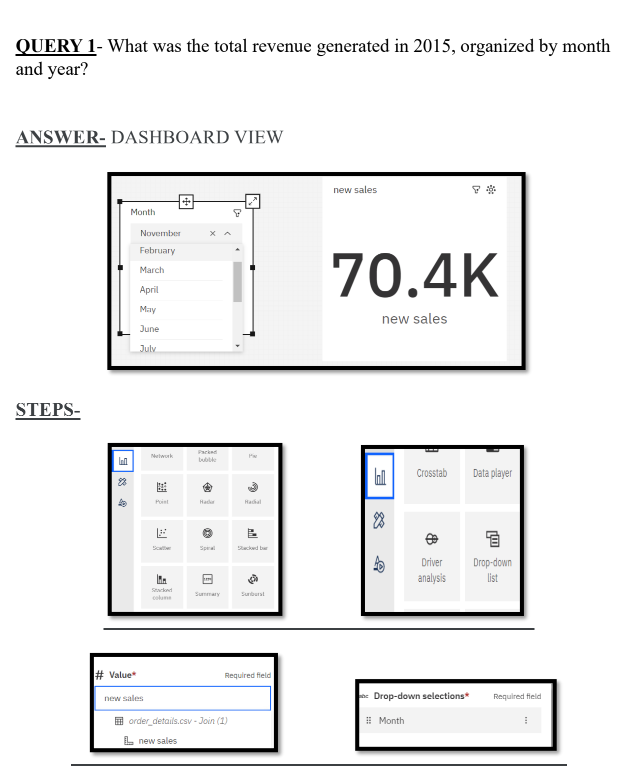 QUERY 1- What was the total revenue generated in 2015, organized by month
and year?
ANSWER- DASHBOARD VIEW
new sales
Month
November
February
March
April
May
June
July
70.4K
new sales
STEPS-
Network
Packed
bubble
Pie
Point
Radar
Radial
Scatter
Spiral
Stacked bar
Stacked
column
Summary
Sunburst
Crosstab
Data player
Driver
analysis
Drop-down
list
# Value* Required field
new sales
order_details.csv - Join (1)
new sales
abc Drop-down selections* Required field
Month